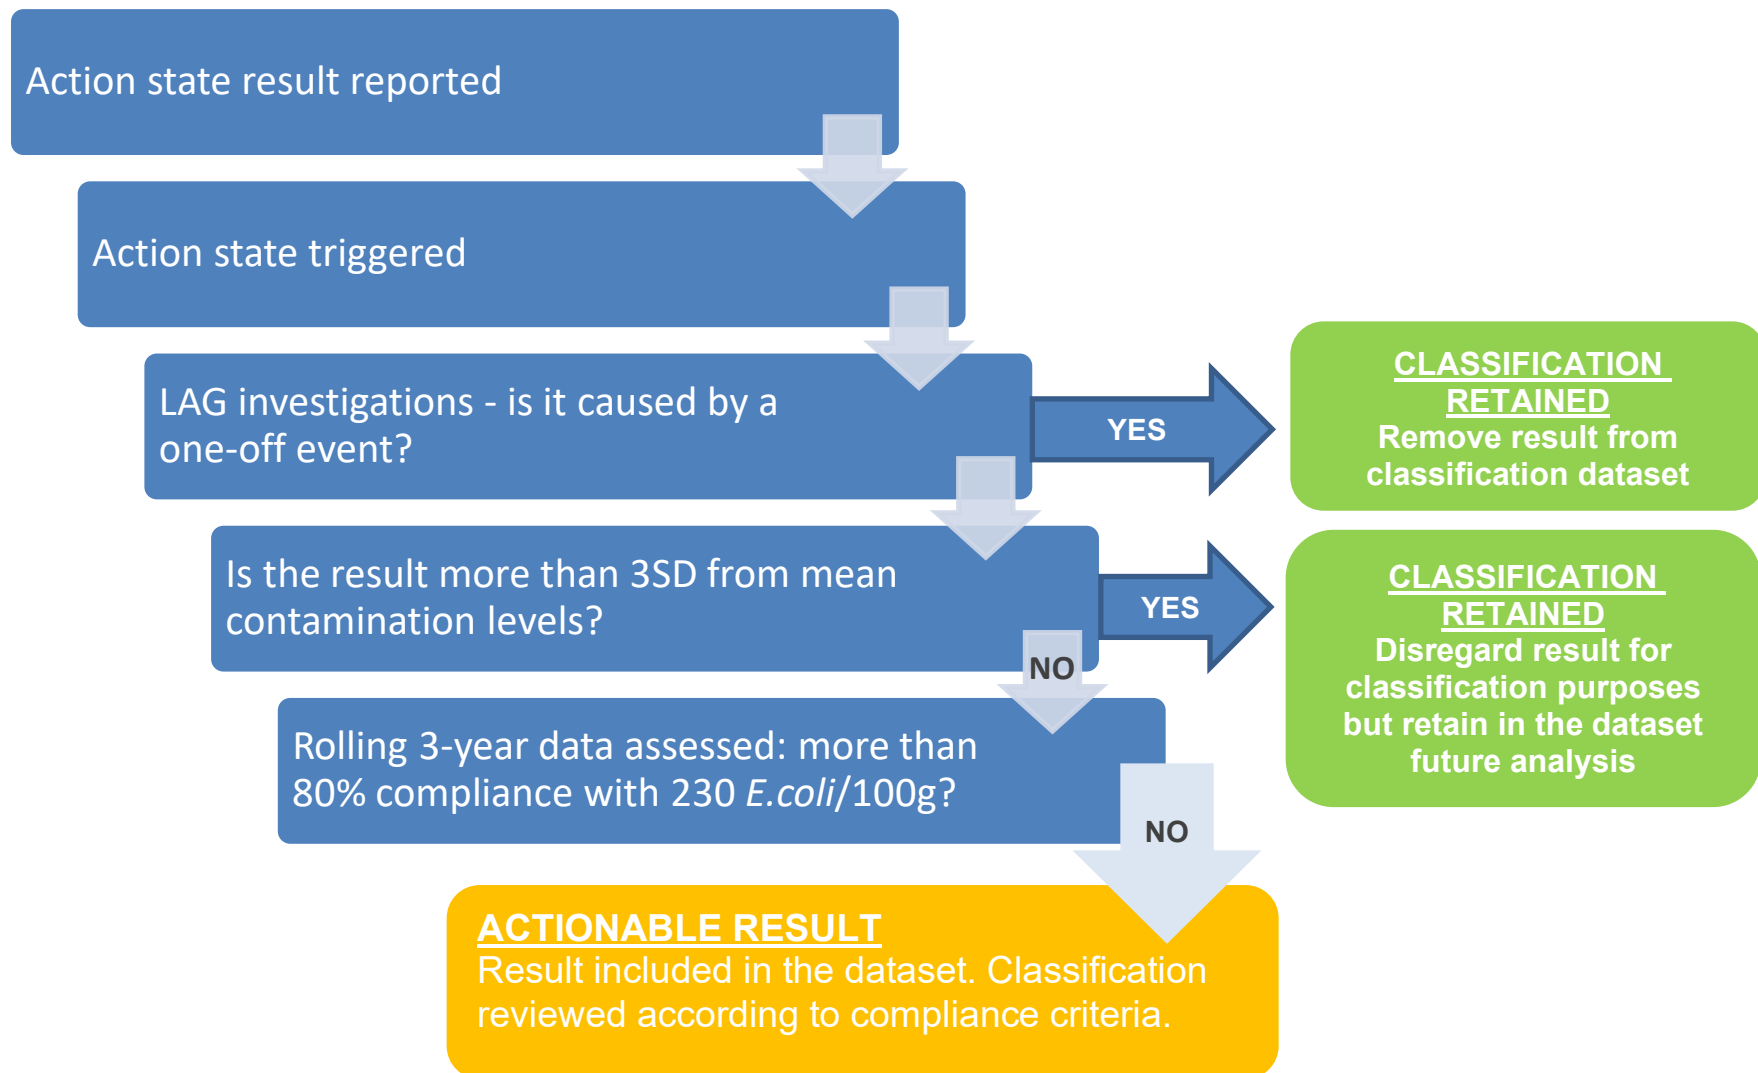 Action state result reported
Action state triggered
LAG investigations - is it caused by a
one-off event?
YES
CLASSIFICATION
RETAINED
Remove result from
classification dataset
Is the result more than 3SD from mean
contamination levels?
YES
CLASSIFICATION
RETAINED
Disregard result for
classification purposes
but retain in the dataset
future analysis
NO
Rolling 3-year data assessed: more than
80% compliance with 230 E.coli/100g?
NO
ACTIONABLE RESULT
Result included in the dataset. Classification
reviewed according to compliance criteria.